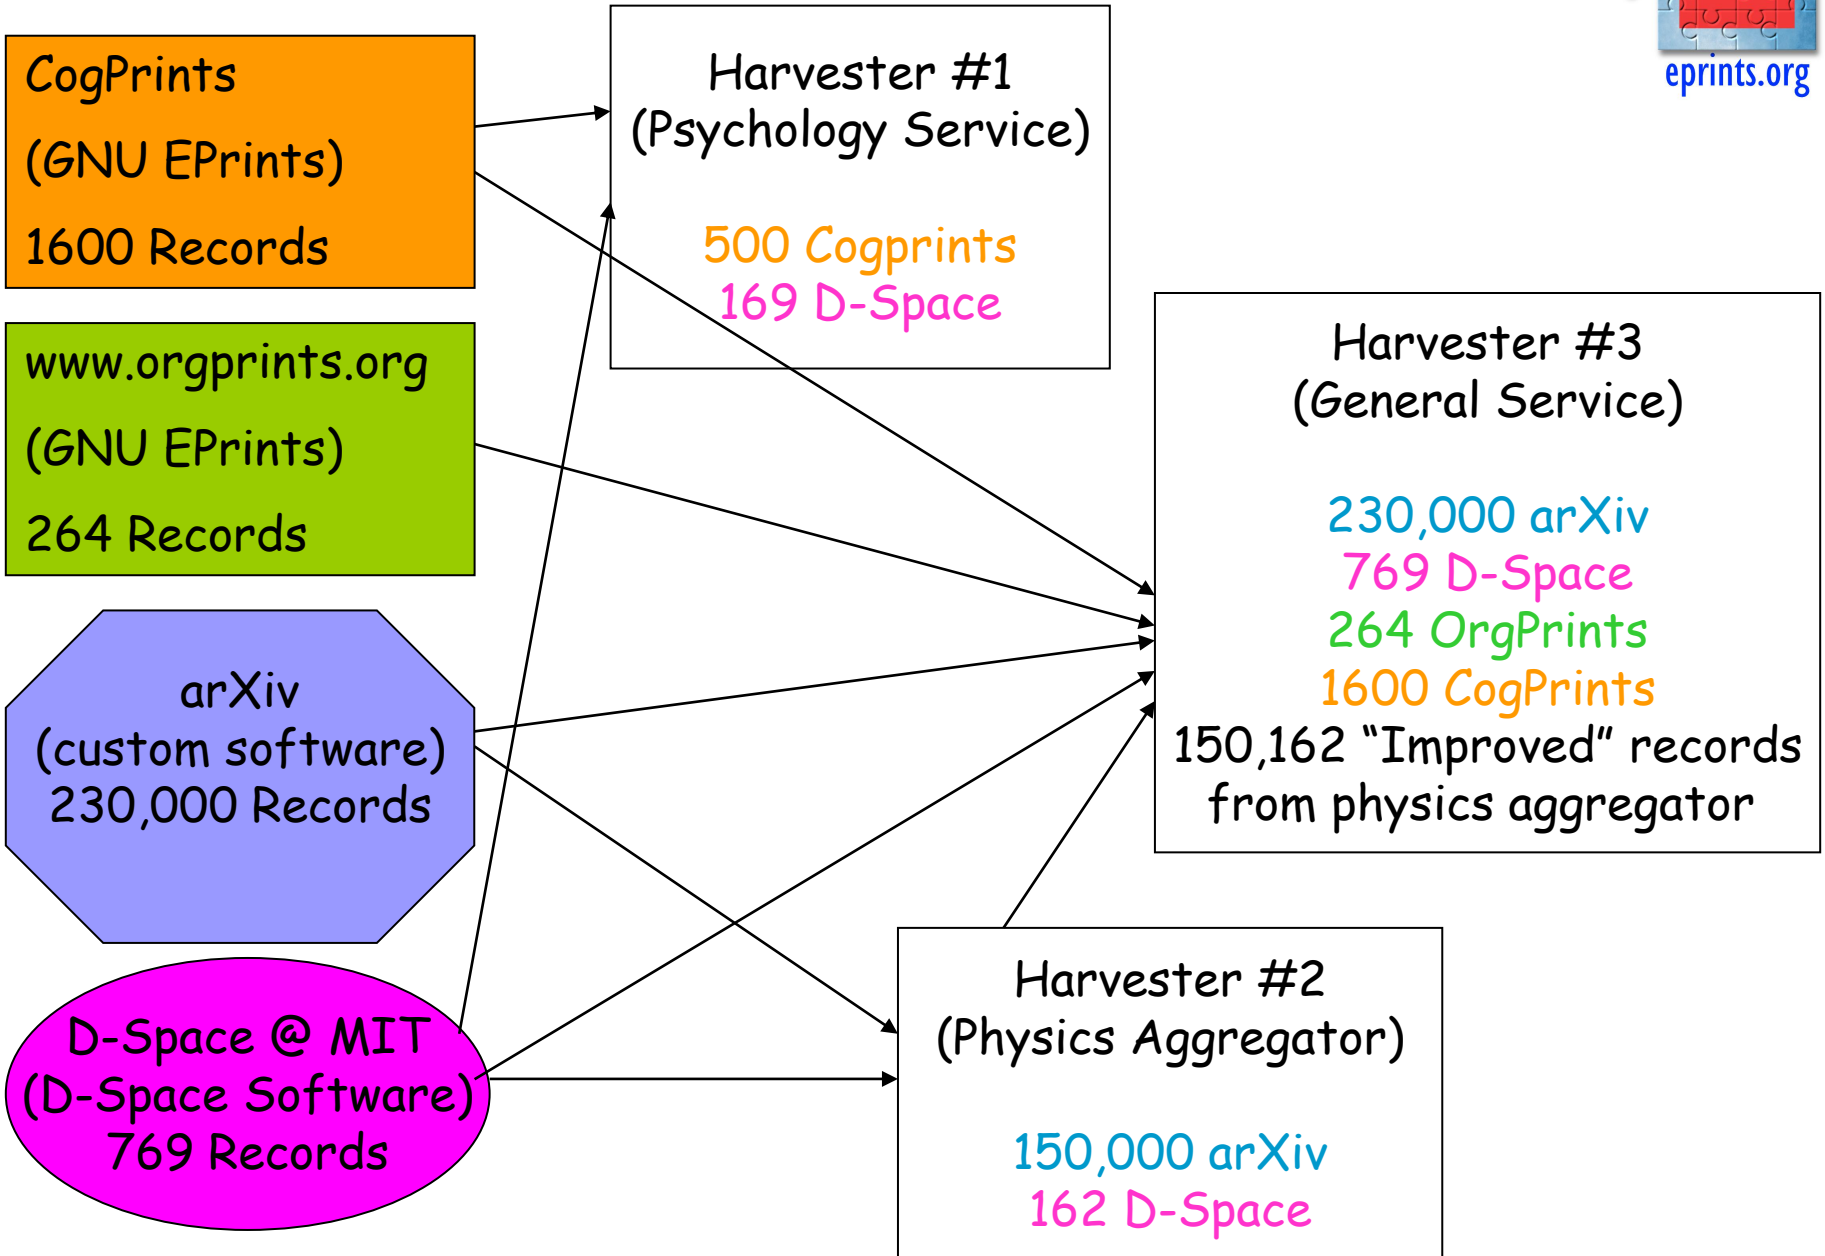 eprints.org
CogPrints
(GNU EPrints)
1600 Records
Harvester #1
(Psychology Service)
500 Cogprints
169 D-Space
www.orgprints.org
(GNU EPrints)
264 Records
Harvester #3
(General Service)
230,000 arXiv
769 D-Space
264 OrgPrints
1600 CogPrints
150,162 “Improved” records
from physics aggregator
arXiv
(custom software)
230,000 Records
D-Space @ MIT
(D-Space Software)
769 Records
Harvester #2
(Physics Aggregator)
150,000 arXiv
162 D-Space